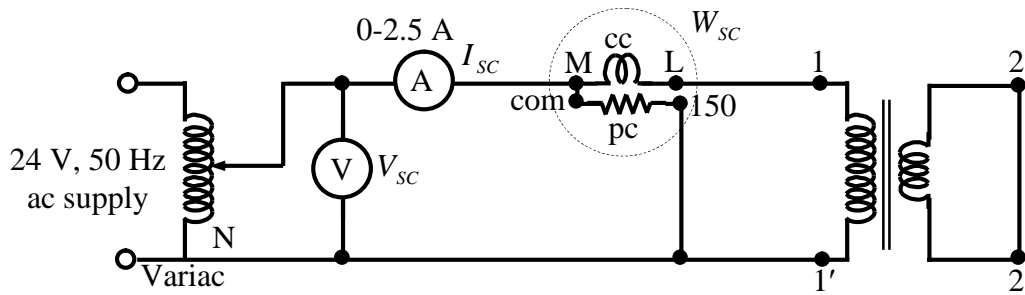 0-2.5 A
W_SC
I_SC
cc
M
L
1
2
A
com
150
pc
24 V, 50 Hz
ac supply
V
V_SC
N
Variac
1′
2